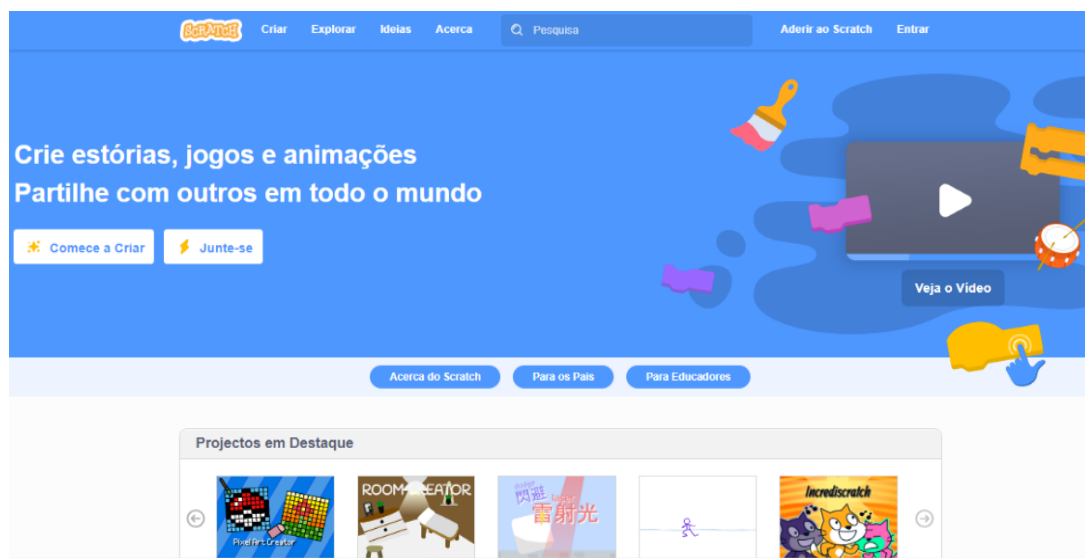 SCRATCH Criar Explorar Ideias Acerca Pesquisa Aderir ao Scratch Entrar
Crie estórias, jogos e animações
Partilhe com outros em todo o mundo
Comece a Criar Junte-se
Veja o Vídeo
Acerca do Scratch Para os Pais Para Educadores
Projectos em Destaque
ROOM CREATOR
dodge
閃避 laser
雷射光
Incrediscratch
Pixel Art Creator